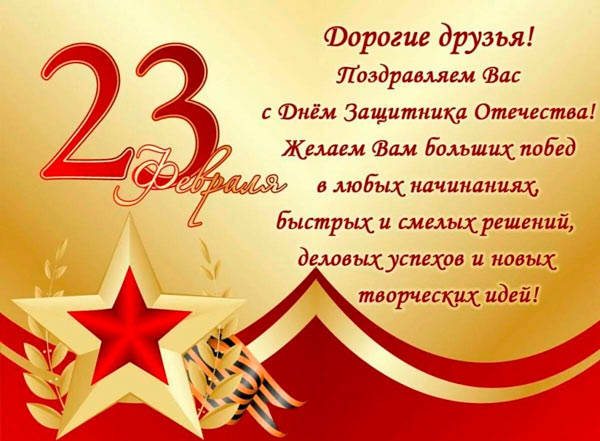 23
Февраля
Дорогие друзья!
Поздравляем Вас
с Днём Защитника Отечества!
Желаем Вам больших побед
в любых начинаниях,
быстрых и смелых решений,
деловых успехов и новых
творческих идей!